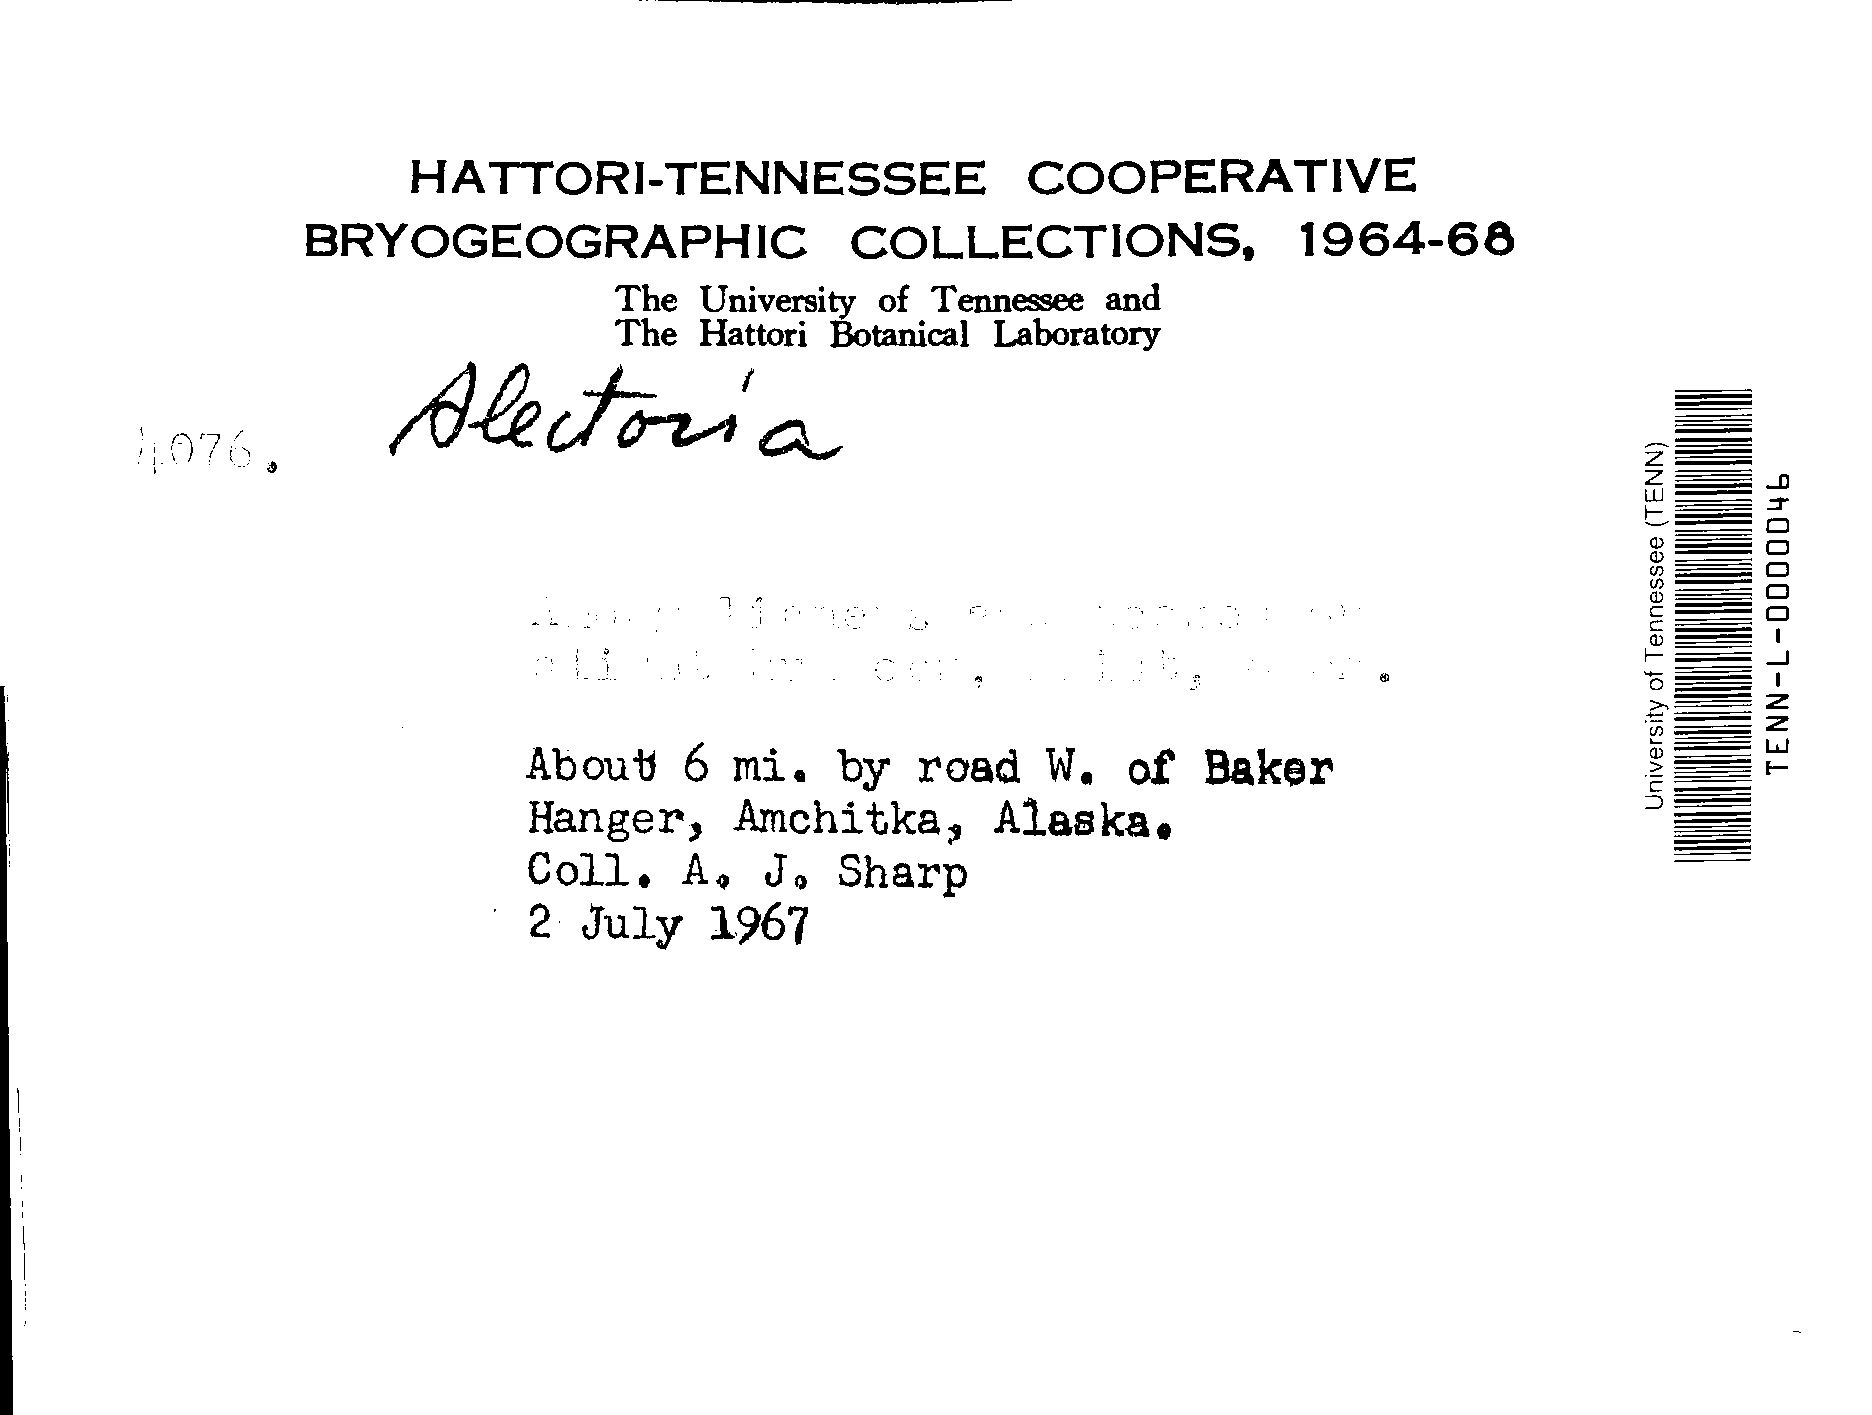 HATTORI-TENNESSEE COOPERATIVE
BRYOGEOGRAPHIC COLLECTIONS, 1964-68
The University of Tennessee and
The Hattori Botanical Laboratory
4076. Alectoria
About 6 mi. by road W. of Baker
Hanger, Amchitka, Alaska.
Coll. A. J. Sharp
2 July 1967
University of Tennessee (TENN)
TENN-L-0000046